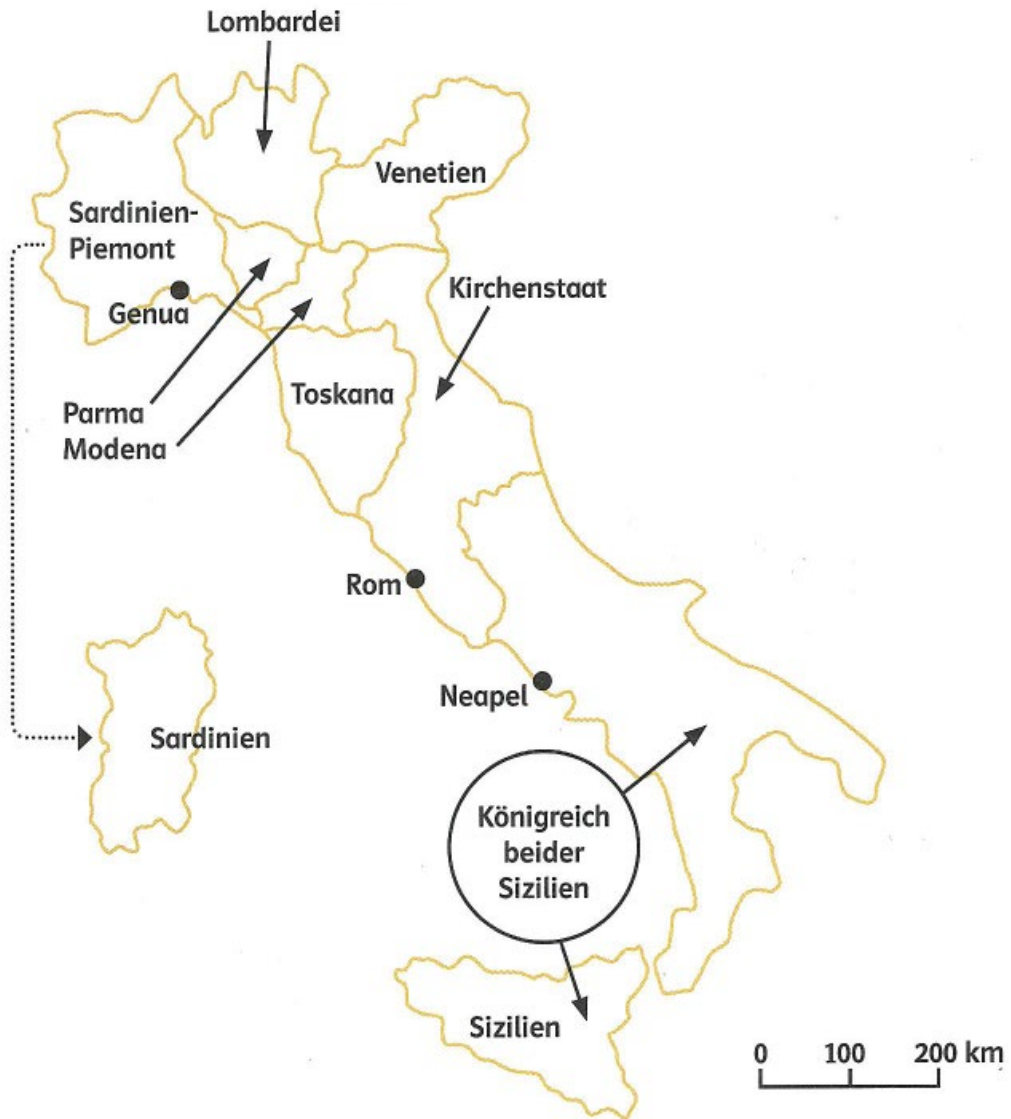 Lombardei
Venetien
Sardinien-
Piemont
Kirchenstaat
Genua
Toskana
Parma
Modena
Rom
Neapel
Sardinien
Königreich
beider
Sizilien
Sizilien
0 100 200 km